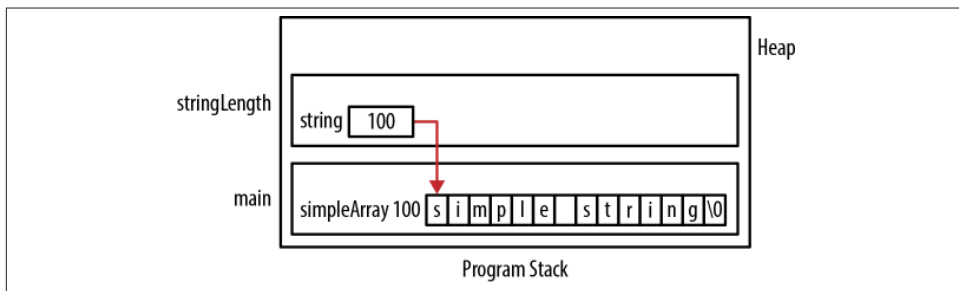 Heap
stringLength
string 100
main
simpleArray 100 s i m p l e s t r i n g \0
Program Stack